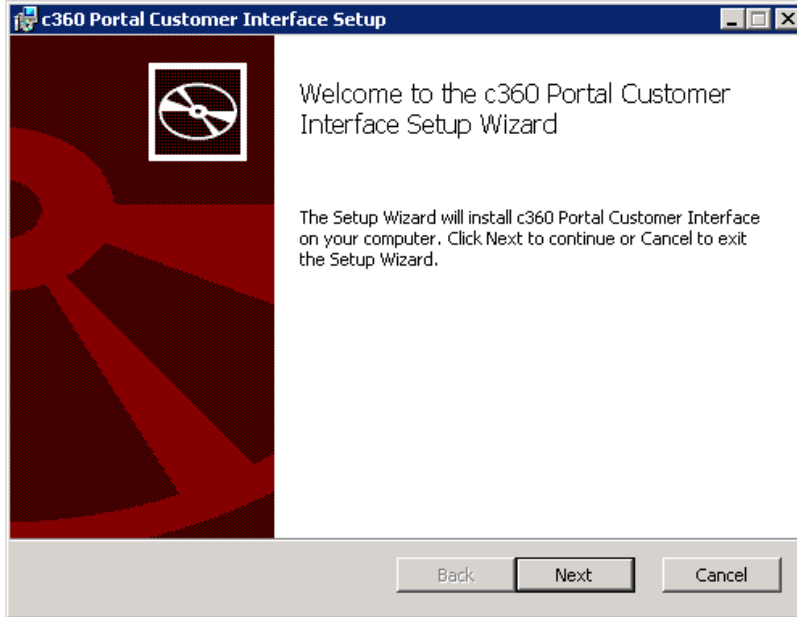 c360 Portal Customer Interface Setup
Welcome to the c360 Portal Customer
Interface Setup Wizard
The Setup Wizard will install c360 Portal Customer Interface
on your computer. Click Next to continue or Cancel to exit
the Setup Wizard.
Back Next Cancel